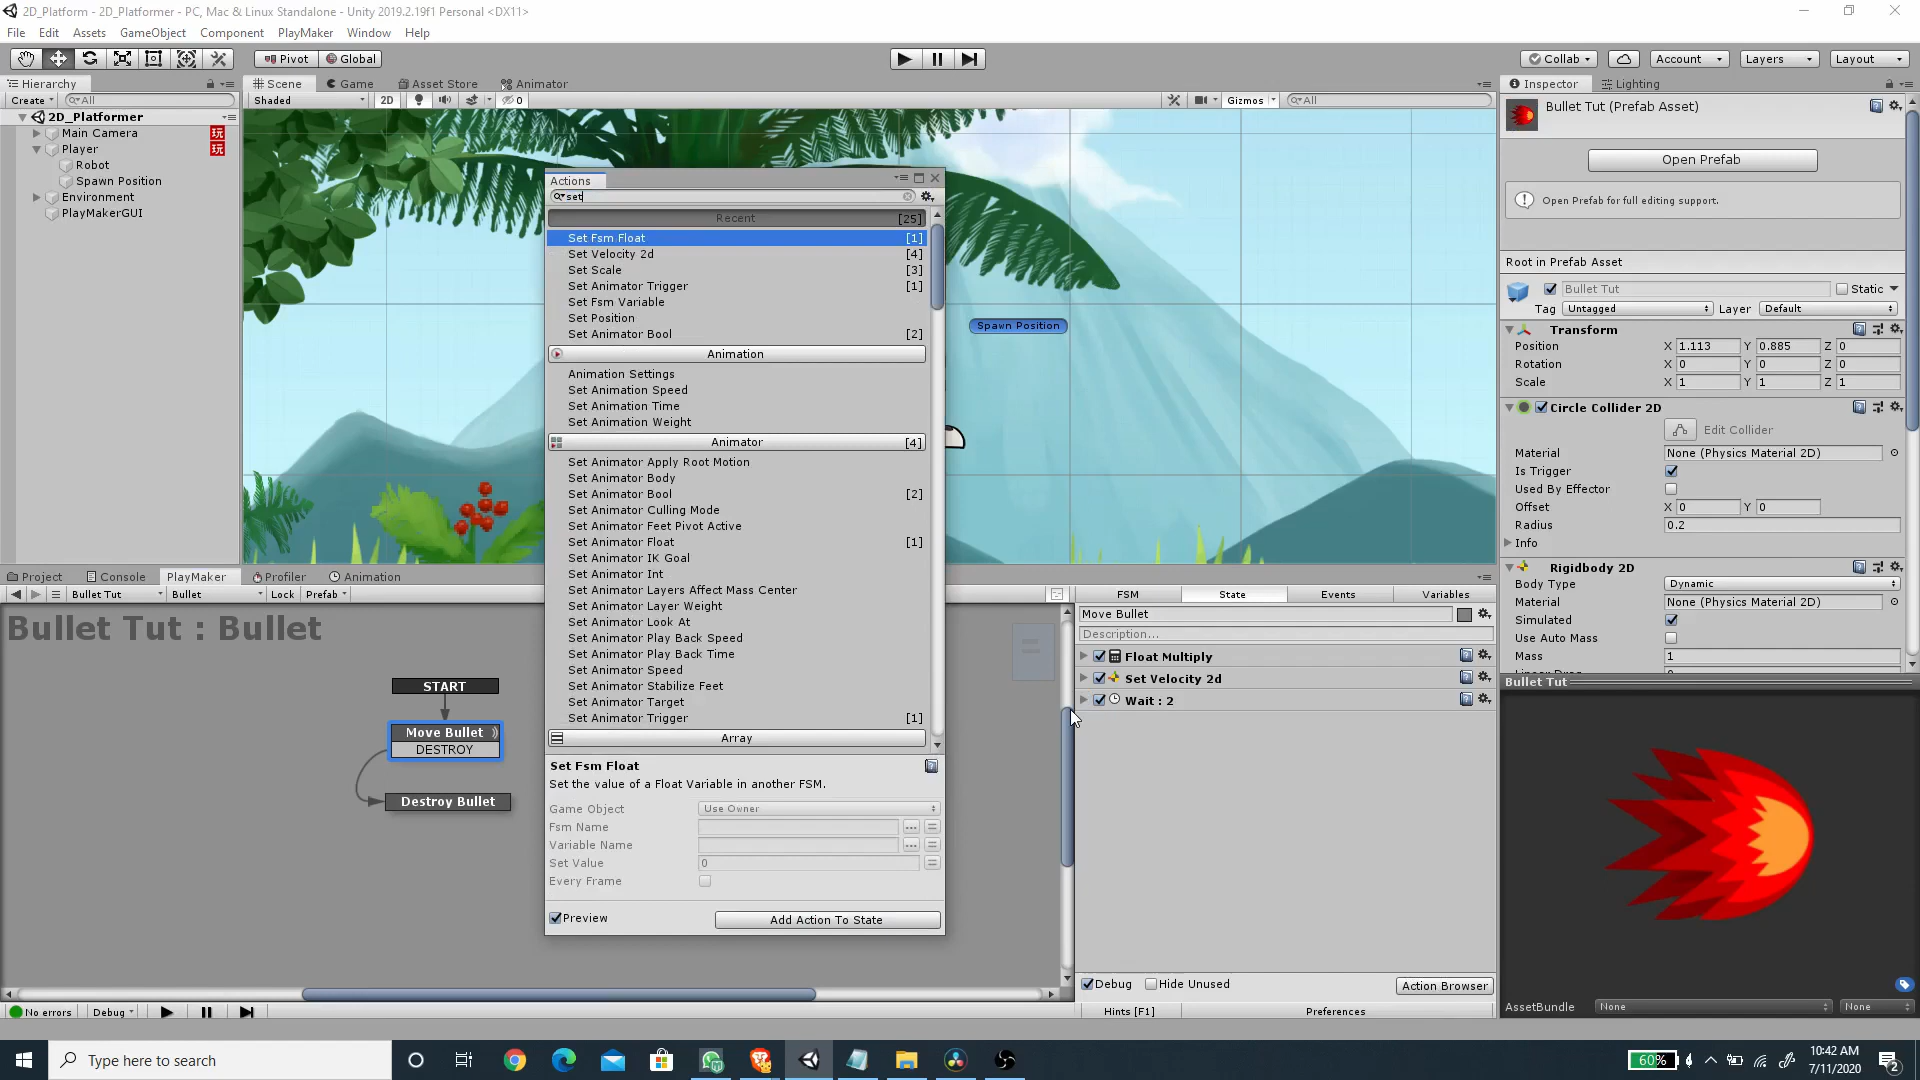 2D_Platform - 2D_Platformer - PC, Mac & Linux Standalone - Unity 2019.2.19f1 Personal <DX11>
File Edit Assets GameObject Component PlayMaker Window Help
Pivot Global Collab Account Layers Layout
Hierarchy Scene Game Asset Store Animator Inspector Lighting
Create All Shaded 2D 0 Gizmos All
2D_Platformer
Main Camera 玩
Player 玩
Robot
Spawn Position
Environment
PlayMakerGUI
Spawn Position
Actions
set
Recent [25]
Set Fsm Float [1]
Set Velocity 2d [4]
Set Scale [3]
Set Animator Trigger [1]
Set Fsm Variable
Set Position
Set Animator Bool [2]
Animation
Animation Settings
Set Animation Speed
Set Animation Time
Set Animation Weight
Animator [4]
Set Animator Apply Root Motion
Set Animator Body
Set Animator Bool [2]
Set Animator Culling Mode
Set Animator Feet Pivot Active
Set Animator Float [1]
Set Animator IK Goal
Set Animator Int
Set Animator Layers Affect Mass Center
Set Animator Layer Weight
Set Animator Look At
Set Animator Play Back Speed
Set Animator Play Back Time
Set Animator Speed
Set Animator Stabilize Feet
Set Animator Target
Set Animator Trigger [1]
Array
Set Fsm Float
Set the value of a Float Variable in another FSM.
Game Object Use Owner
Fsm Name
Variable Name
Set Value 0
Every Frame
Preview Add Action To State
Bullet Tut (Prefab Asset)
Open Prefab
Open Prefab for full editing support.
Root in Prefab Asset
Bullet Tut Static
Tag Untagged Layer Default
Transform
Position X 1.113 Y 0.885 Z 0
Rotation X 0 Y 0 Z 0
Scale X 1 Y 1 Z 1
Circle Collider 2D
Edit Collider
Material None (Physics Material 2D)
Is Trigger
Used By Effector
Offset X 0 Y 0
Radius 0.2
Info
Rigidbody 2D
Body Type Dynamic
Material None (Physics Material 2D)
Simulated
Use Auto Mass
Mass 1
Bullet Tut
AssetBundle None None
Project Console PlayMaker Profiler Animation
Bullet Tut Bullet Lock Prefab
Bullet Tut : Bullet
START
Move Bullet
DESTROY
Destroy Bullet
FSM State Events Variables
Move Bullet
Description...
Float Multiply
Set Velocity 2d
Wait : 2
Debug Hide Unused Action Browser
No errors Debug Hints [F1] Preferences
Type here to search
60%
10:42 AM
7/11/2020
2